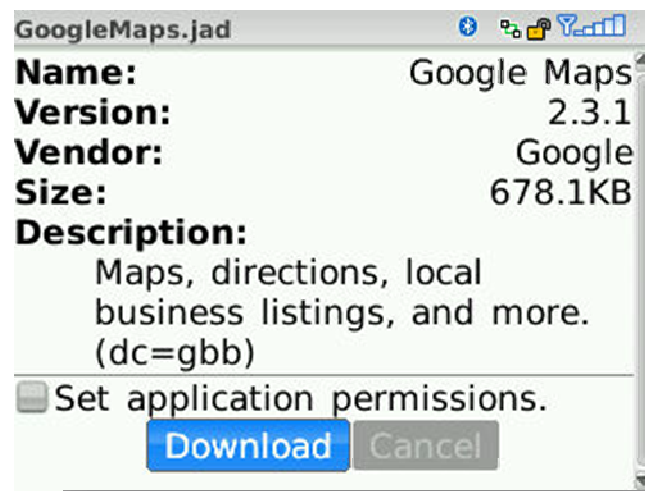 GoogleMaps.jad
Name: Google Maps
Version: 2.3.1
Vendor: Google
Size: 678.1KB
Description:
Maps, directions, local
business listings, and more.
(dc=gbb)
Set application permissions.
Download Cancel